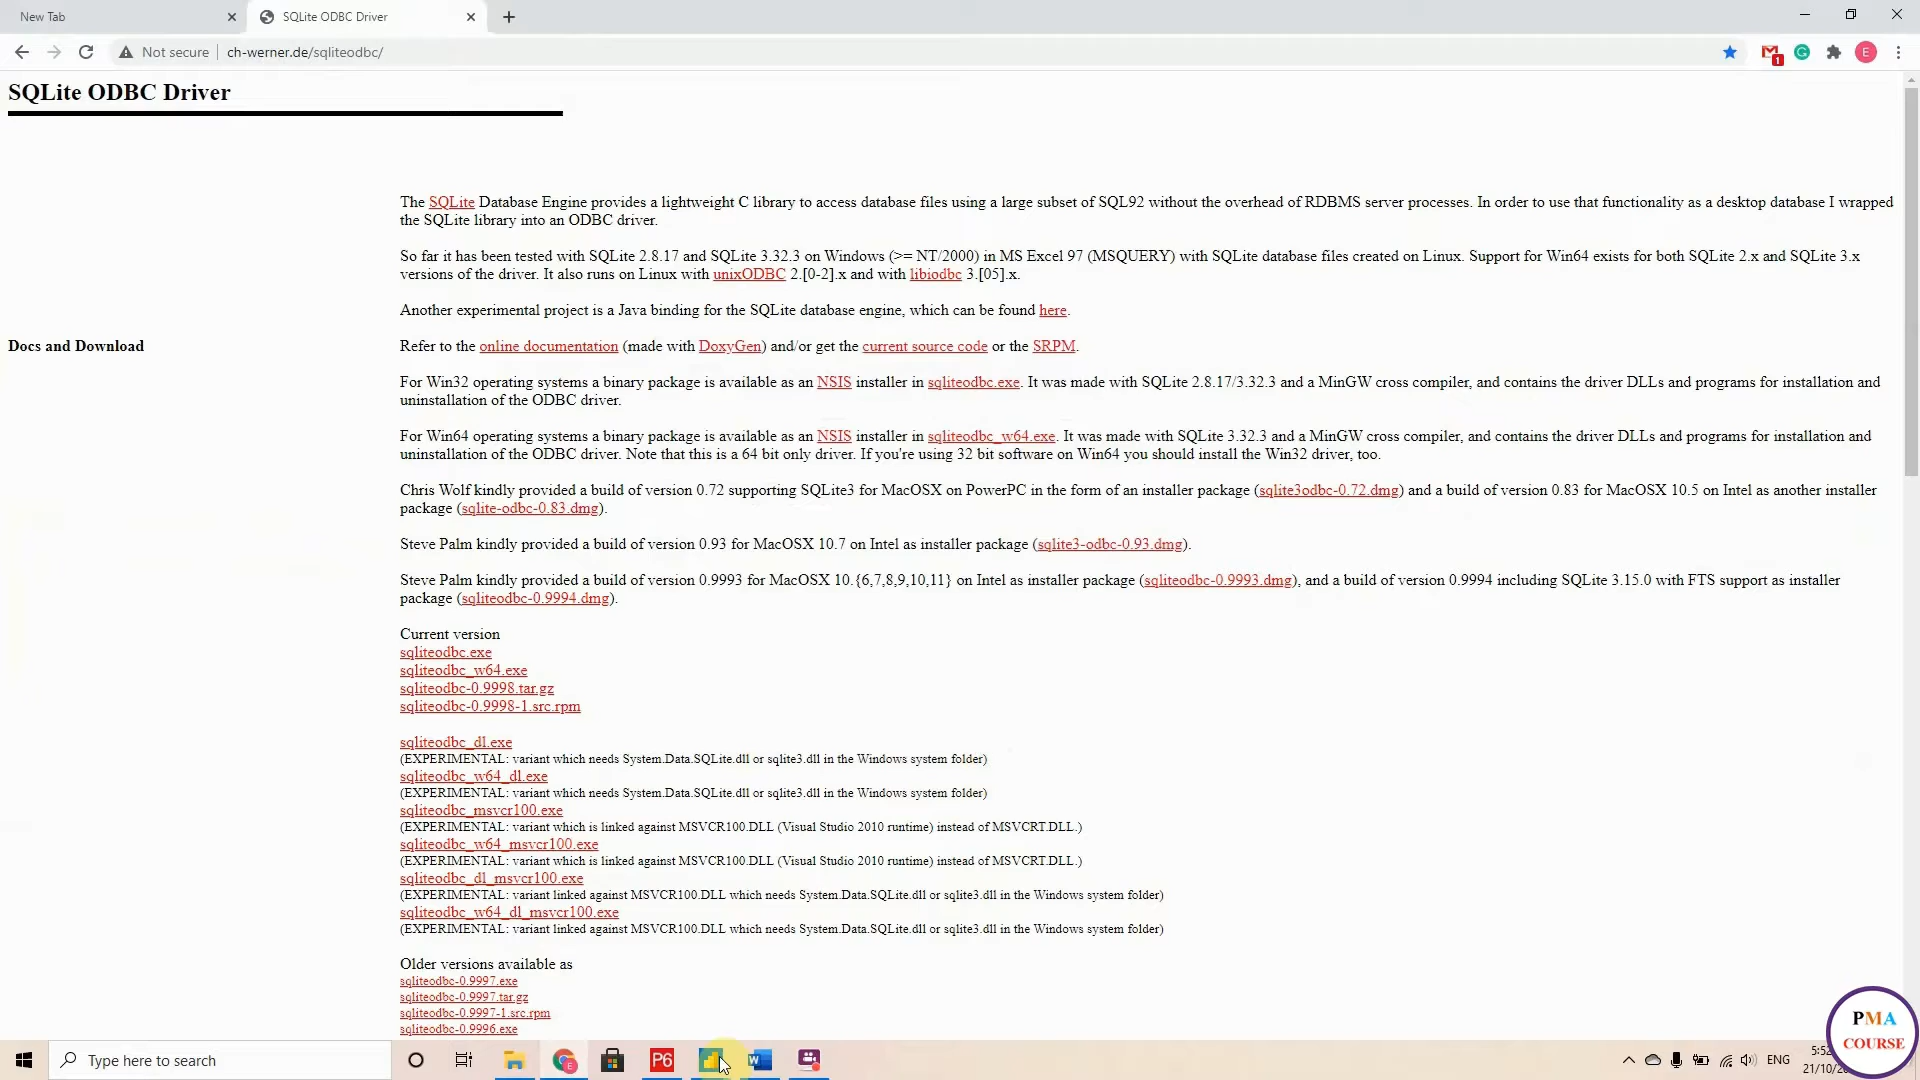 New Tab
SQLite ODBC Driver
Not secure
ch-werner.de/sqliteodbc/
1
E
SQLite ODBC Driver
The SQLite Database Engine provides a lightweight C library to access database files using a large subset of SQL92 without the overhead of RDBMS server processes. In order to use that functionality as a desktop database I wrapped
the SQLite library into an ODBC driver.
So far it has been tested with SQLite 2.8.17 and SQLite 3.32.3 on Windows (>= NT/2000) in MS Excel 97 (MSQUERY) with SQLite database files created on Linux. Support for Win64 exists for both SQLite 2.x and SQLite 3.x
versions of the driver. It also runs on Linux with unixODBC 2.[0-2].x and with libiodbc 3.[05].x.
Another experimental project is a Java binding for the SQLite database engine, which can be found here.
Docs and Download
Refer to the online documentation (made with DoxyGen) and/or get the current source code or the SRPM.
For Win32 operating systems a binary package is available as an NSIS installer in sqliteodbc.exe. It was made with SQLite 2.8.17/3.32.3 and a MinGW cross compiler, and contains the driver DLLs and programs for installation and
uninstallation of the ODBC driver.
For Win64 operating systems a binary package is available as an NSIS installer in sqliteodbc_w64.exe. It was made with SQLite 3.32.3 and a MinGW cross compiler, and contains the driver DLLs and programs for installation and
uninstallation of the ODBC driver. Note that this is a 64 bit only driver. If you're using 32 bit software on Win64 you should install the Win32 driver, too.
Chris Wolf kindly provided a build of version 0.72 supporting SQLite3 for MacOSX on PowerPC in the form of an installer package (sqlite3odbc-0.72.dmg) and a build of version 0.83 for MacOSX 10.5 on Intel as another installer
package (sqlite-odbc-0.83.dmg).
Steve Palm kindly provided a build of version 0.93 for MacOSX 10.7 on Intel as installer package (sqlite3-odbc-0.93.dmg).
Steve Palm kindly provided a build of version 0.9993 for MacOSX 10.{6,7,8,9,10,11} on Intel as installer package (sqliteodbc-0.9993.dmg), and a build of version 0.9994 including SQLite 3.15.0 with FTS support as installer
package (sqliteodbc-0.9994.dmg).
Current version
sqliteodbc.exe
sqliteodbc_w64.exe
sqliteodbc-0.9998.tar.gz
sqliteodbc-0.9998-1.src.rpm
sqliteodbc_dl.exe
(EXPERIMENTAL: variant which needs System.Data.SQLite.dll or sqlite3.dll in the Windows system folder)
sqliteodbc_w64_dl.exe
(EXPERIMENTAL: variant which needs System.Data.SQLite.dll or sqlite3.dll in the Windows system folder)
sqliteodbc_msvcr100.exe
(EXPERIMENTAL: variant which is linked against MSVCR100.DLL (Visual Studio 2010 runtime) instead of MSVCRT.DLL.)
sqliteodbc_w64_msvcr100.exe
(EXPERIMENTAL: variant which is linked against MSVCR100.DLL (Visual Studio 2010 runtime) instead of MSVCRT.DLL.)
sqliteodbc_dl_msvcr100.exe
(EXPERIMENTAL: variant linked against MSVCR100.DLL which needs System.Data.SQLite.dll or sqlite3.dll in the Windows system folder)
sqliteodbc_w64_dl_msvcr100.exe
(EXPERIMENTAL: variant linked against MSVCR100.DLL which needs System.Data.SQLite.dll or sqlite3.dll in the Windows system folder)
Older versions available as
sqliteodbc-0.9997.exe
sqliteodbc-0.9997.tar.gz
sqliteodbc-0.9997-1.src.rpm
sqliteodbc-0.9996.exe
PMA
COURSE
Type here to search
P6
W
ENG
5:52
21/10/20